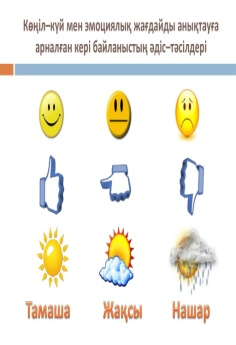 Көңіл–күй мен эмоциялық жағдайды анықтауға
арналған кері байланыстың әдіс–тәсілдері
Тамаша Жақсы Нашар